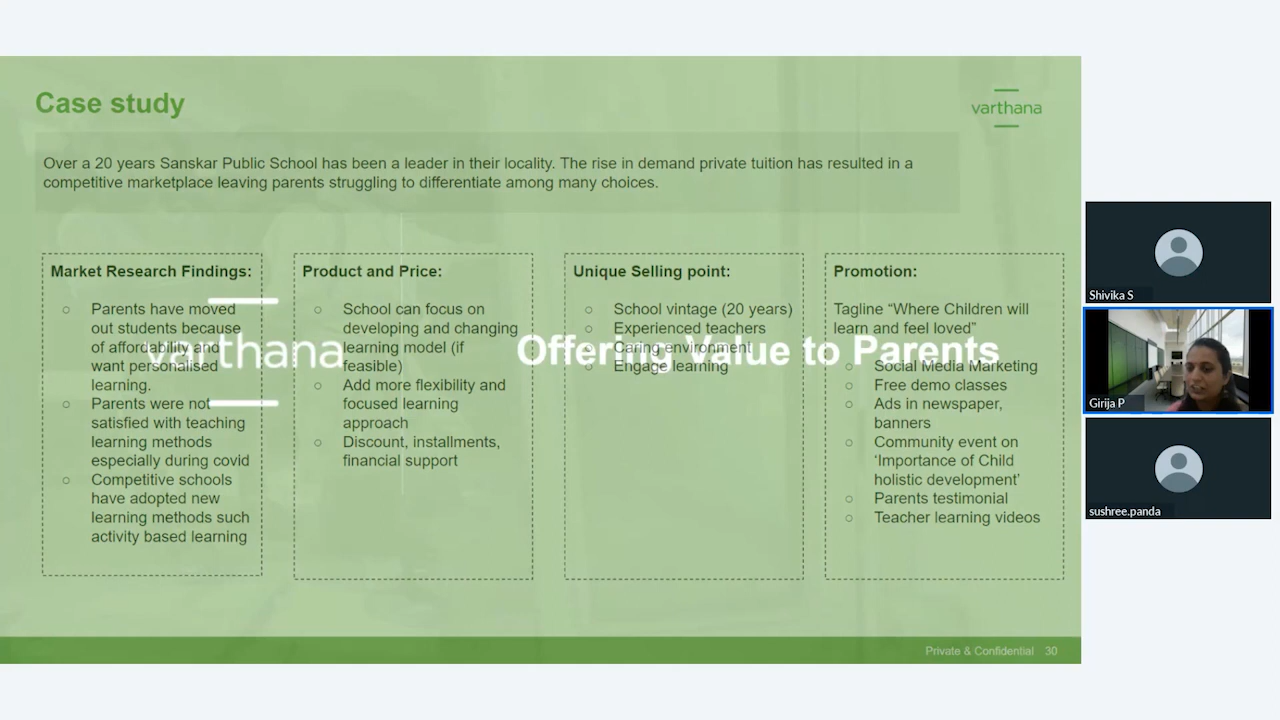 Case study
varthana
Over a 20 years Sanskar Public School has been a leader in their locality. The rise in demand private tuition has resulted in a
competitive marketplace leaving parents struggling to differentiate among many choices.
Market Research Findings:
Parents have moved
out students because
of affordability and
want personalised
learning.
Parents were not
satisfied with teaching
learning methods
especially during covid
Competitive schools
have adopted new
learning methods such
activity based learning
Product and Price:
School can focus on
developing and changing
learning model (if
feasible)
Add more flexibility and
focused learning
approach
Discount, installments,
financial support
Unique Selling point:
School vintage (20 years)
Experienced teachers
Caring environment
Engage learning
Promotion:
Tagline “Where Children will
learn and feel loved”
Social Media Marketing
Free demo classes
Ads in newspaper,
banners
Community event on
‘Importance of Child
holistic development’
Parents testimonial
Teacher learning videos
varthana
Offering Value to Parents
Private & Confidential 30
Shivika S
Girija P
sushree.panda